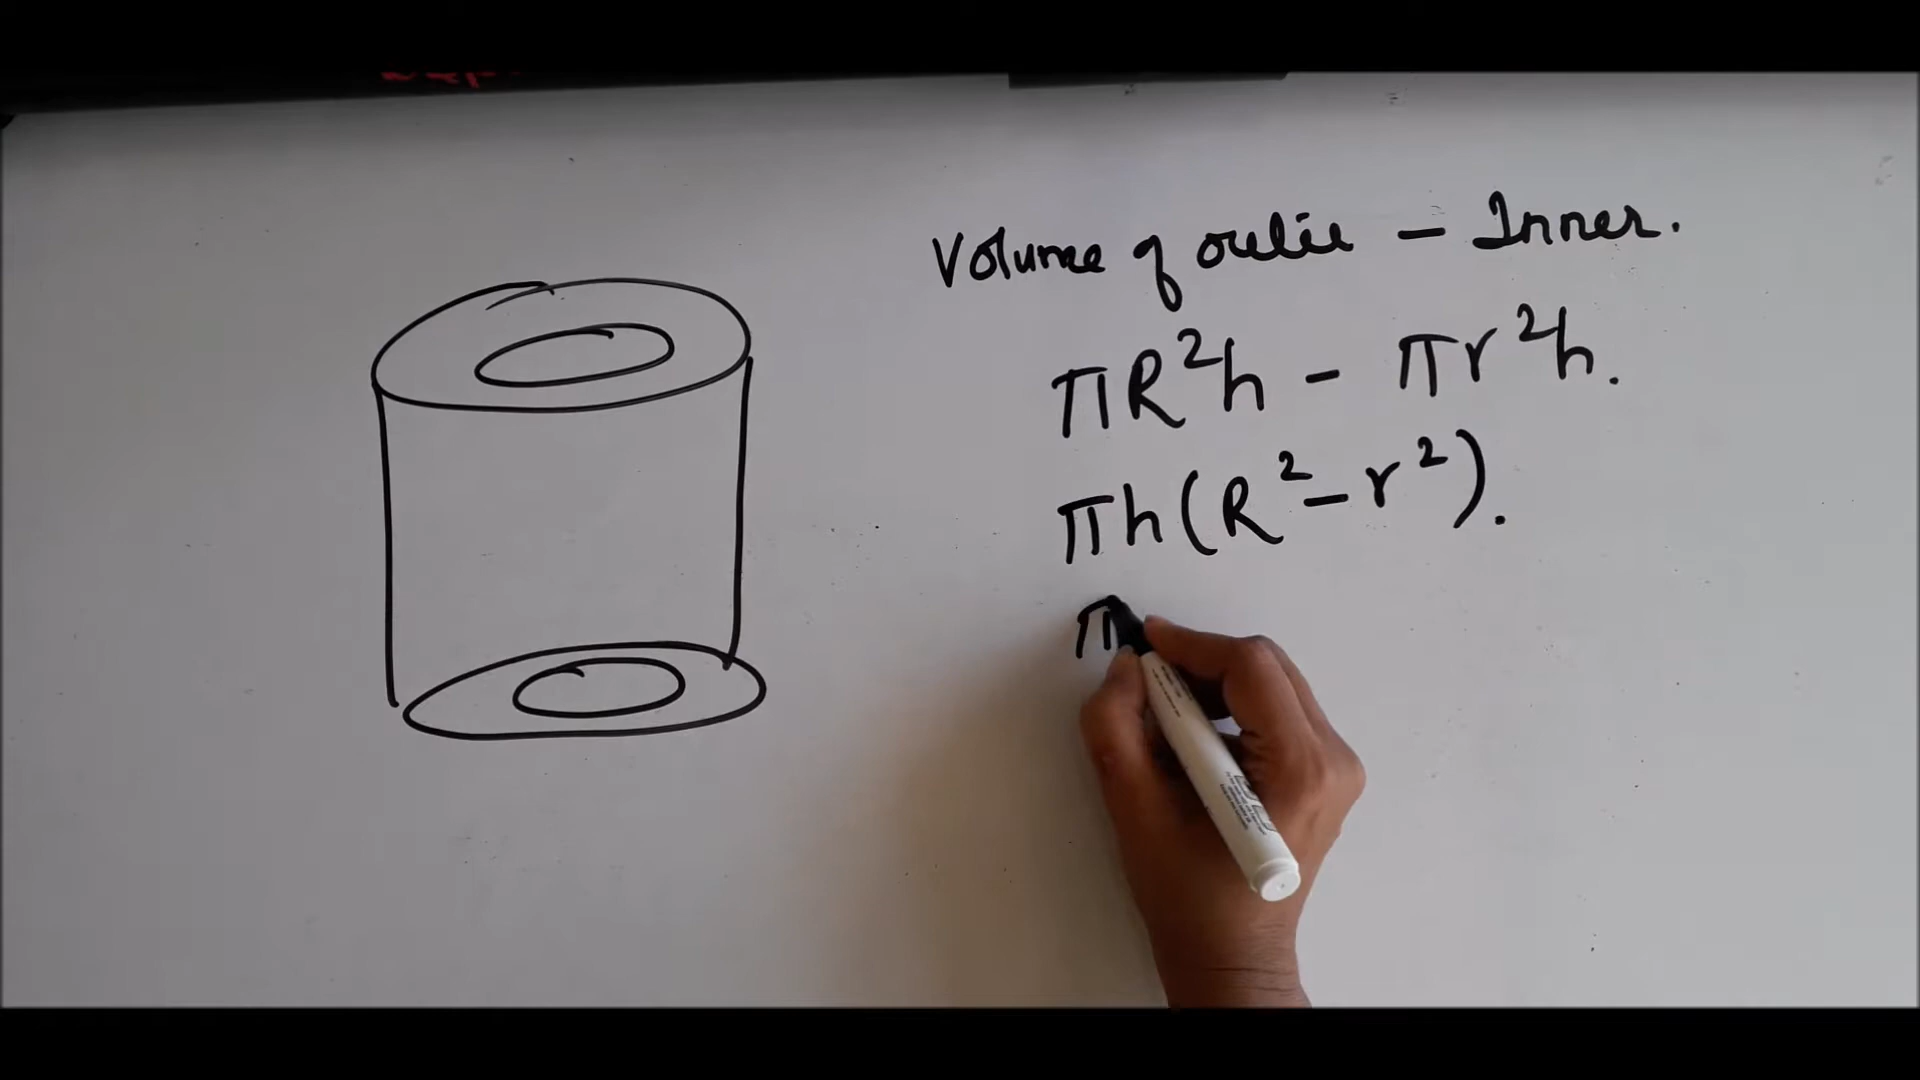 Volume of outer – Inner.
πR²h – πr²h.
πh(R² – r²).
π